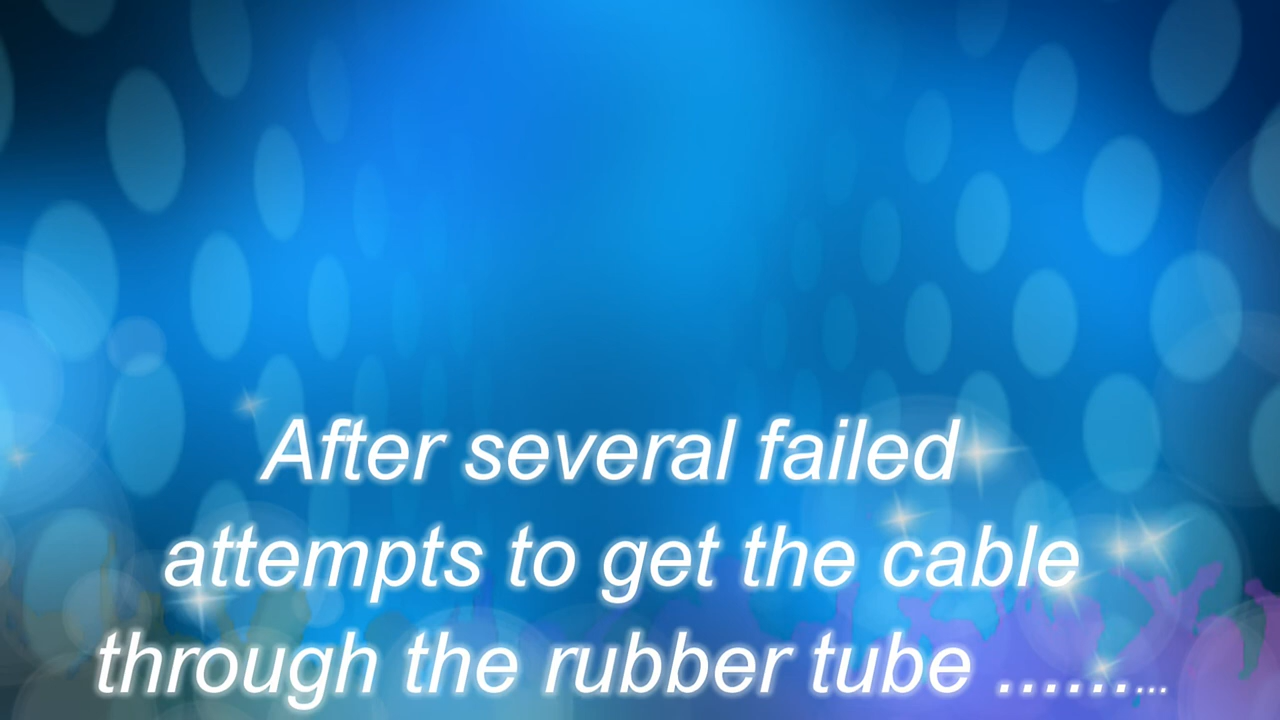 After several failed
attempts to get the cable
through the rubber tube .........